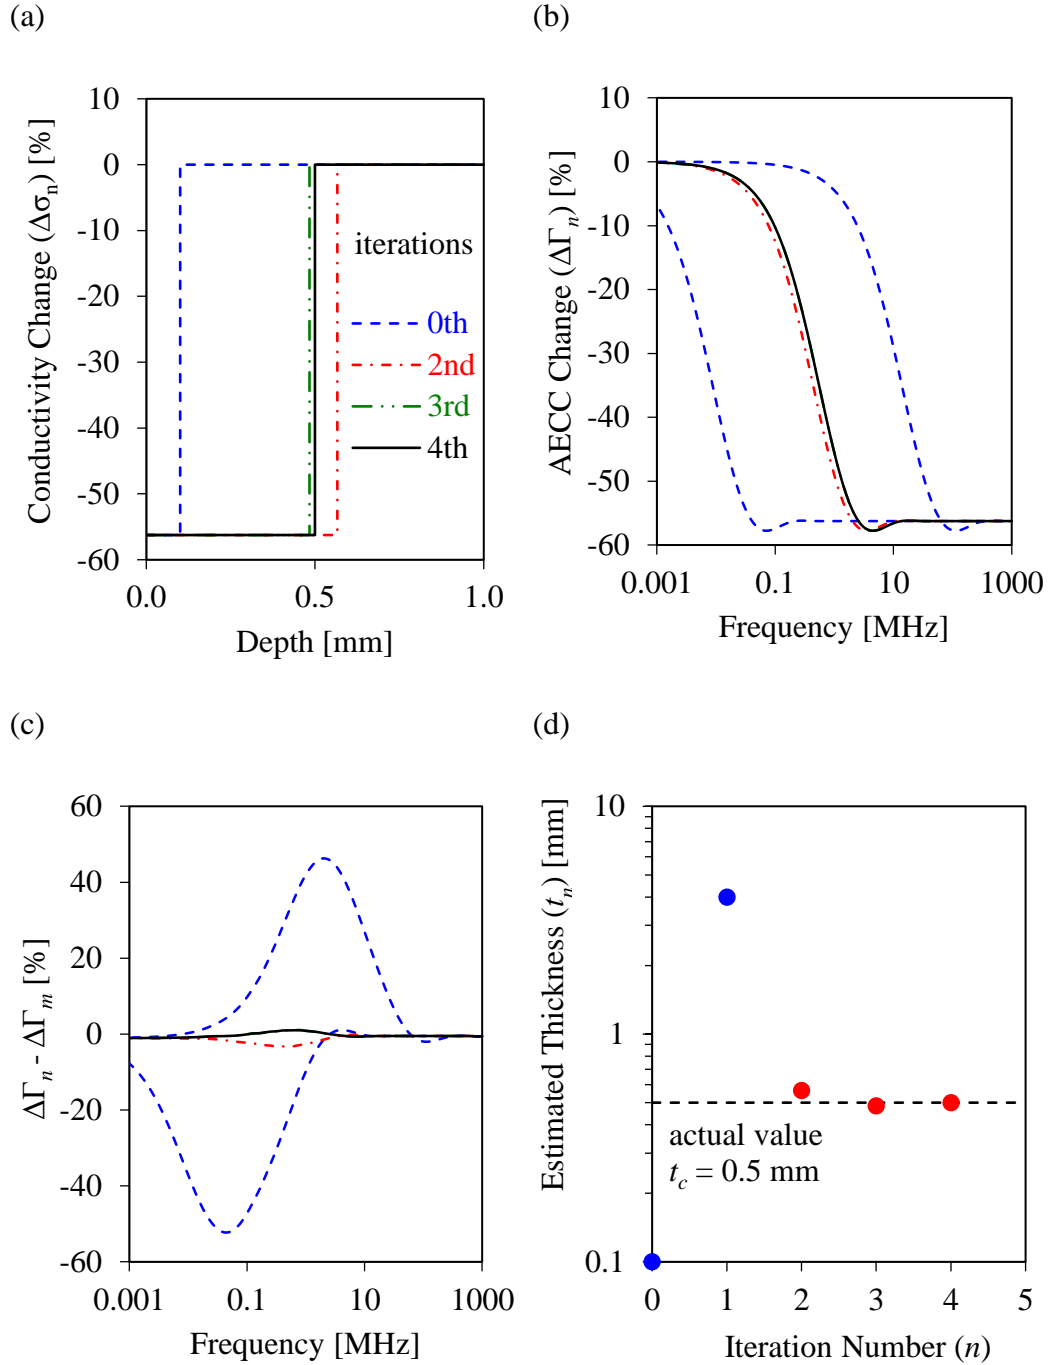 (a)
Conductivity Change (Δσn) [%]
10
0
-10
-20
-30
-40
-50
-60
iterations
0th
2nd
3rd
4th
0.0
0.5
1.0
Depth [mm]
(b)
AECC Change (ΔΓn) [%]
10
0
-10
-20
-30
-40
-50
-60
0.001
0.1
10
1000
Frequency [MHz]
(c)
ΔΓn - ΔΓm [%]
60
40
20
0
-20
-40
-60
0.001
0.1
10
1000
Frequency [MHz]
(d)
Estimated Thickness (tn) [mm]
10
1
0.1
actual value
tc = 0.5 mm
0
1
2
3
4
5
Iteration Number (n)